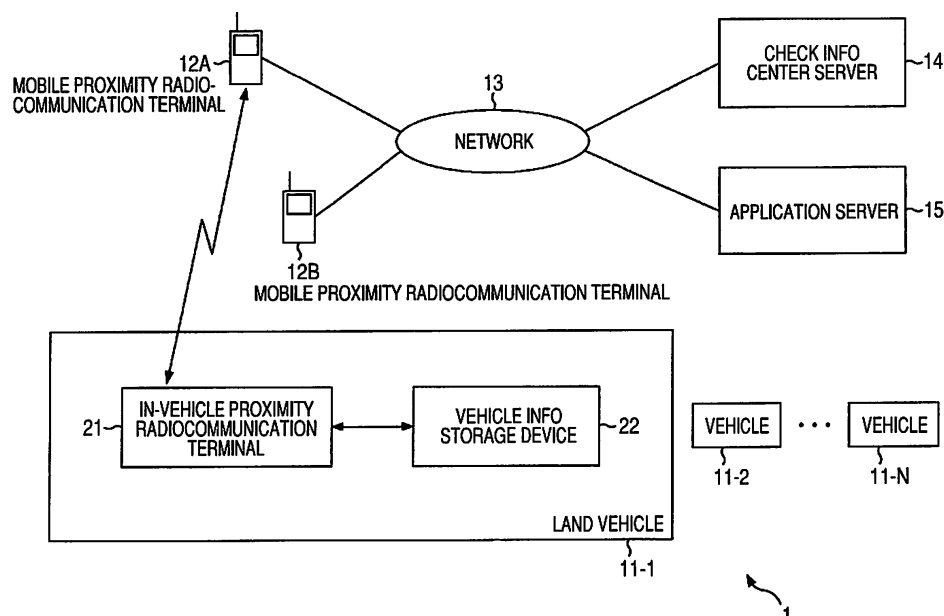 12A
MOBILE PROXIMITY RADIO-
COMMUNICATION TERMINAL
13
NETWORK
CHECK INFO
CENTER SERVER
14
APPLICATION SERVER
15
12B
MOBILE PROXIMITY RADIOCOMMUNICATION TERMINAL
21
IN-VEHICLE PROXIMITY
RADIOCOMMUNICATION
TERMINAL
VEHICLE INFO
STORAGE DEVICE
22
LAND VEHICLE
11-1
VEHICLE
11-2
...
VEHICLE
11-N
1